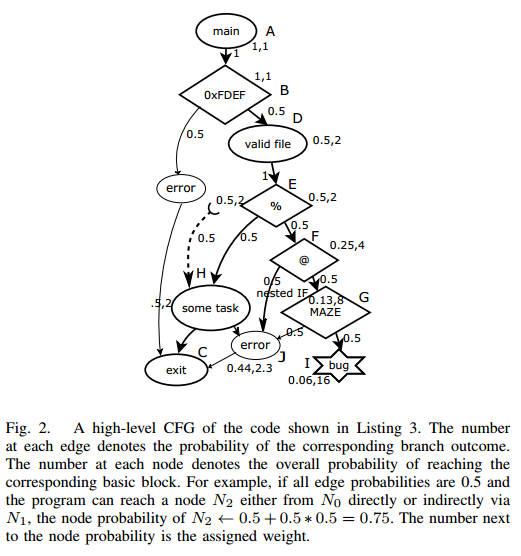 main A
1,1
1
1,1
0xFDEF B
0.5
D
0.5
valid file 0.5,2
1
E
error
0.5,2
%
0.5,2
0.5
0.5
0.5
F
0.25,4
@
H
0.5
0.5
nested IF
0.13,8 G
MAZE
.5,2
some task
0.5
0.5
error
J
C
exit
0.44,2.3
I
bug
0.06,16
Fig. 2. A high-level CFG of the code shown in Listing 3. The number
at each edge denotes the probability of the corresponding branch outcome.
The number at each node denotes the overall probability of reaching the
corresponding basic block. For example, if all edge probabilities are 0.5 and
the program can reach a node N₂ either from N₀ directly or indirectly via
N₁, the node probability of N₂ ← 0.5 + 0.5 ∗ 0.5 = 0.75. The number next
to the node probability is the assigned weight.